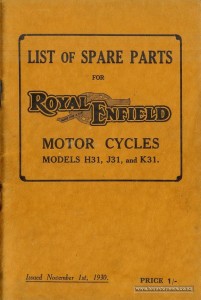 LIST OF SPARE PARTS
FOR
ROYAL ENFIELD
MOTOR CYCLES
MODELS H31, J31, and K31.
Issued November 1st, 1930.
PRICE 1/-